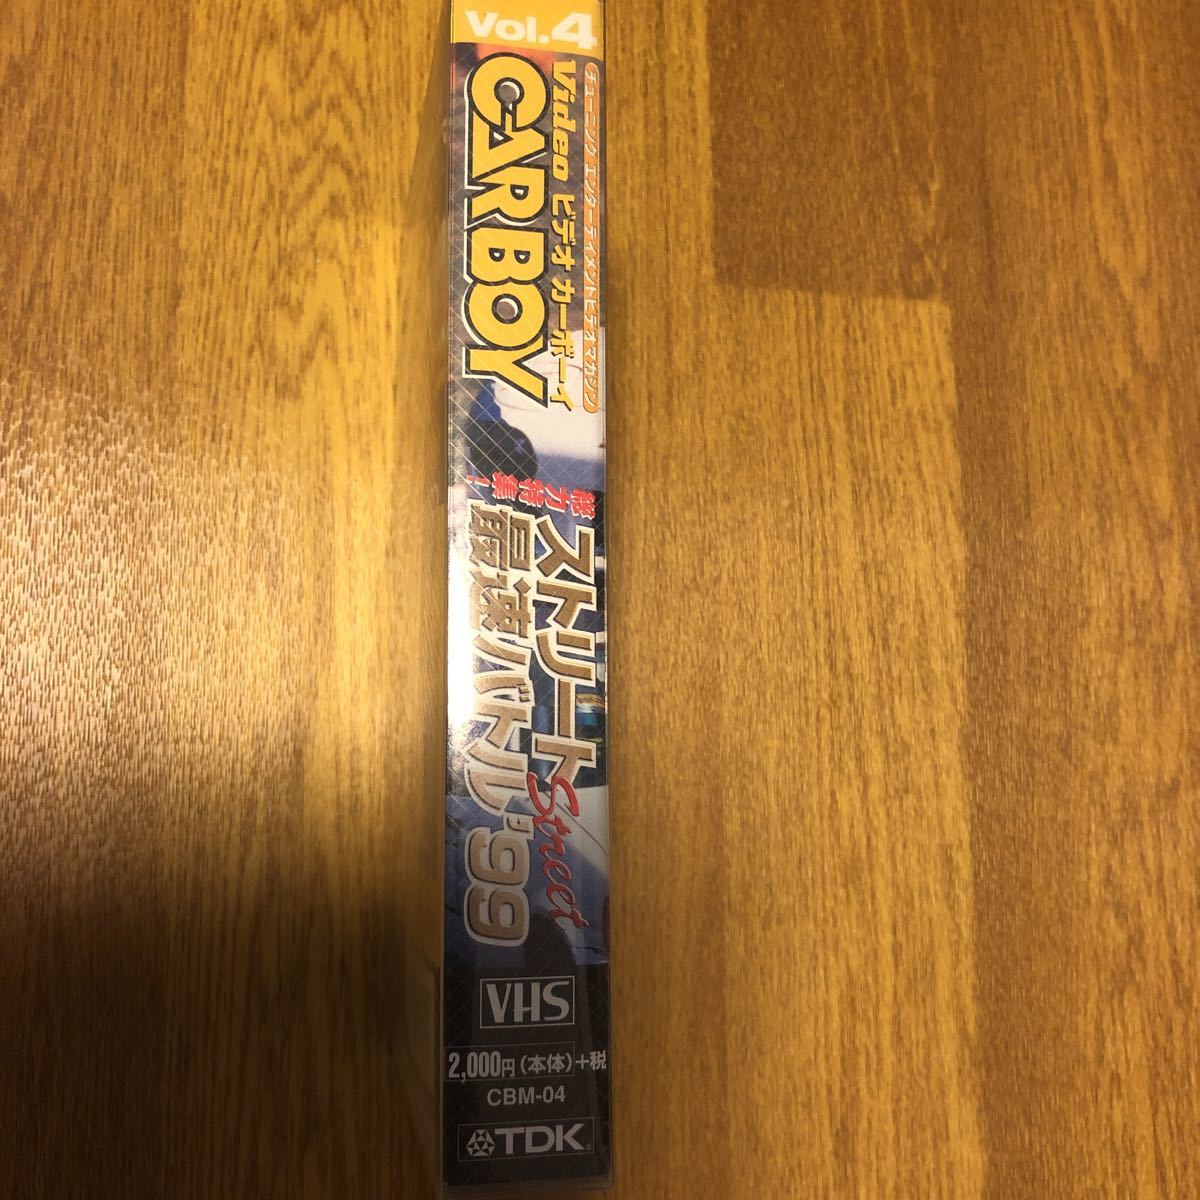 Vol.4
チューニング エンターテイメントビデオマガジン
Video ビデオ カーボーイ
CARBOY
総力特集!
ストリート
Street
最速バトル'99
VHS
2,000円(本体)+税
CBM-04
TDK